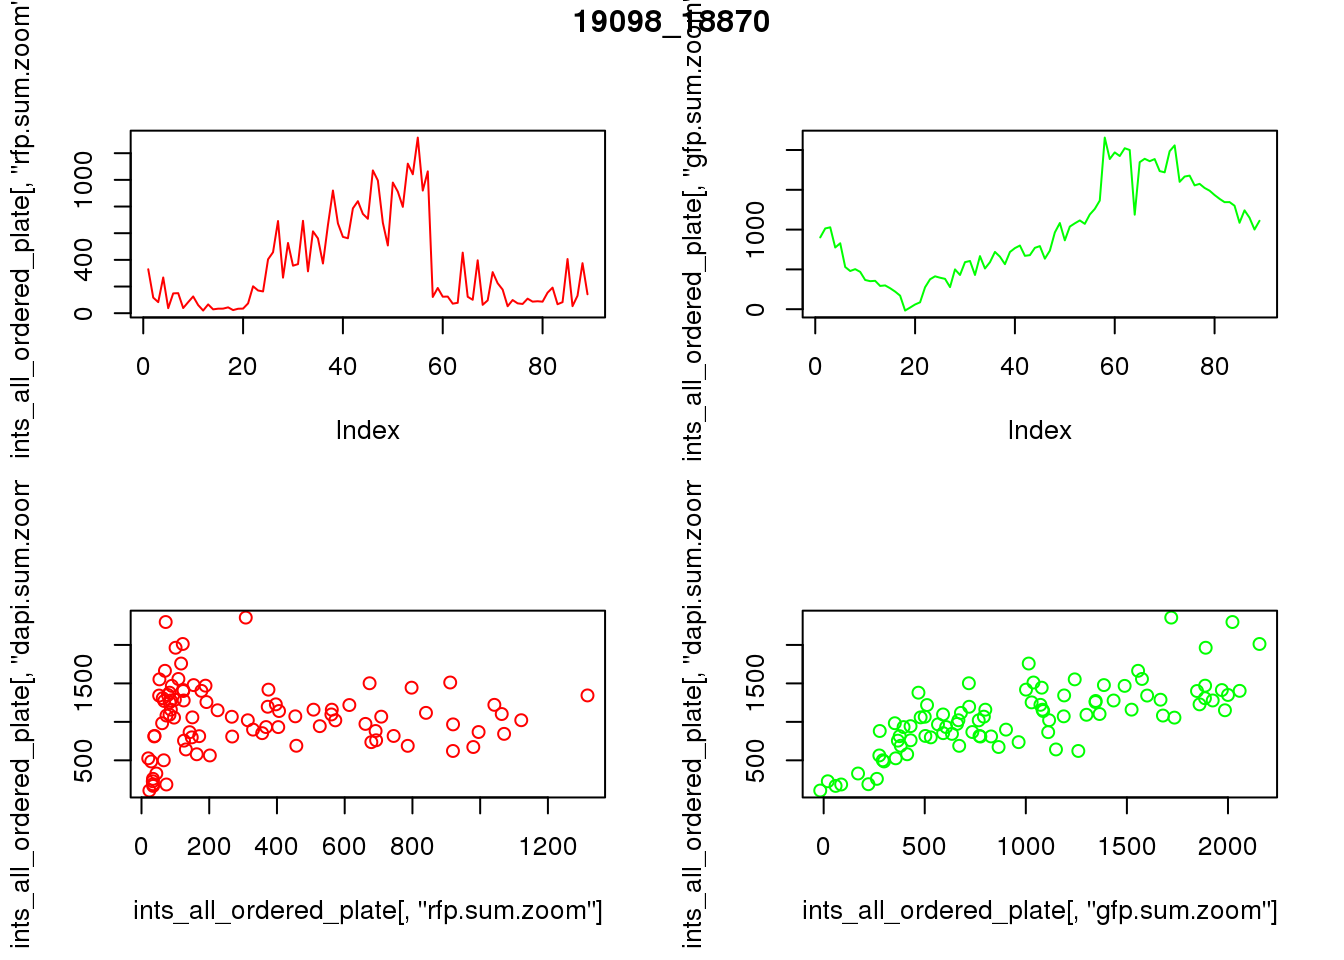 19098_18870
ints_all_ordered_plate[, "rfp.sum.zoom"
1000
400
0
0 20 40 60 80
Index
ints_all_ordered_plate[, "gfp.sum.zoom"
1000
0
0 20 40 60 80
Index
ints_all_ordered_plate[, "dapi.sum.zoom
1500
500
0 200 400 600 800 1200
ints_all_ordered_plate[, "rfp.sum.zoom"]
ints_all_ordered_plate[, "dapi.sum.zoom
1500
500
0 500 1000 1500 2000
ints_all_ordered_plate[, "gfp.sum.zoom"]